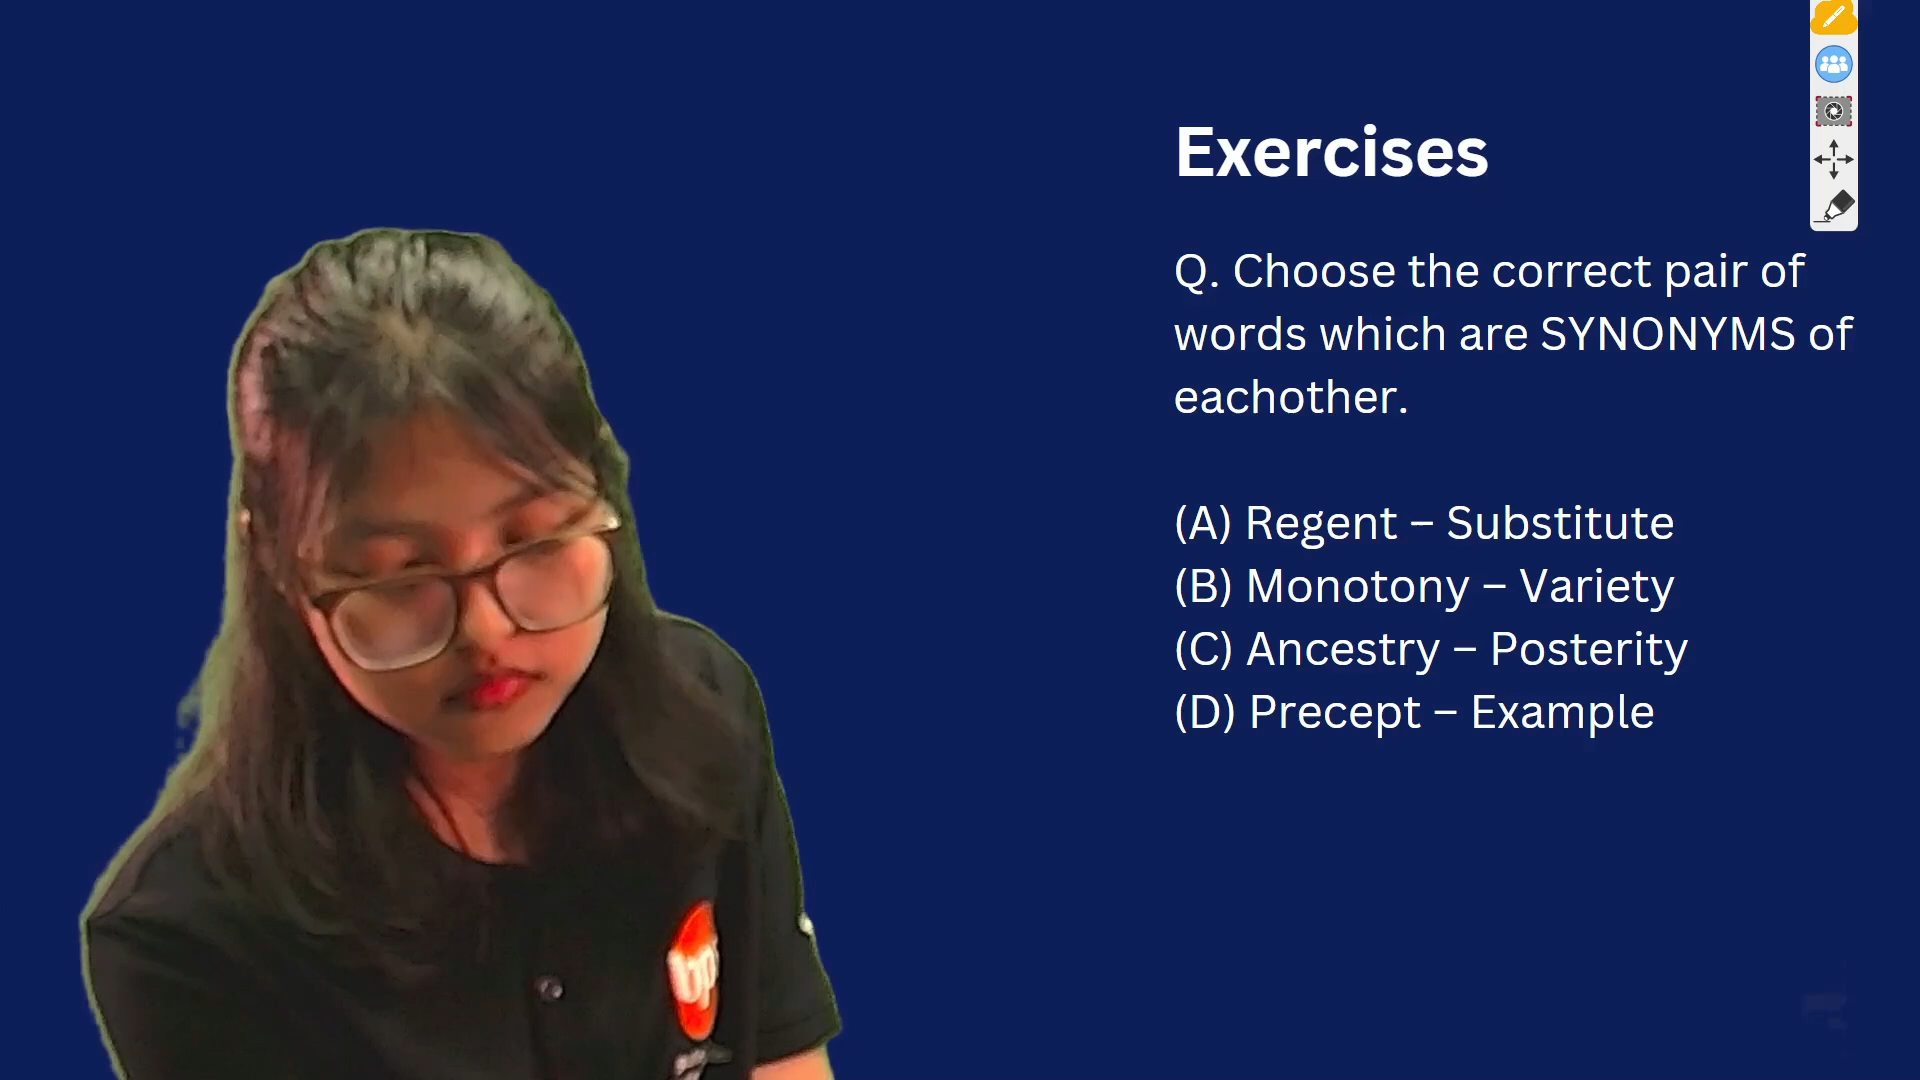 Exercises
Q. Choose the correct pair of
words which are SYNONYMS of
eachother.
(A) Regent – Substitute
(B) Monotony – Variety
(C) Ancestry – Posterity
(D) Precept – Example